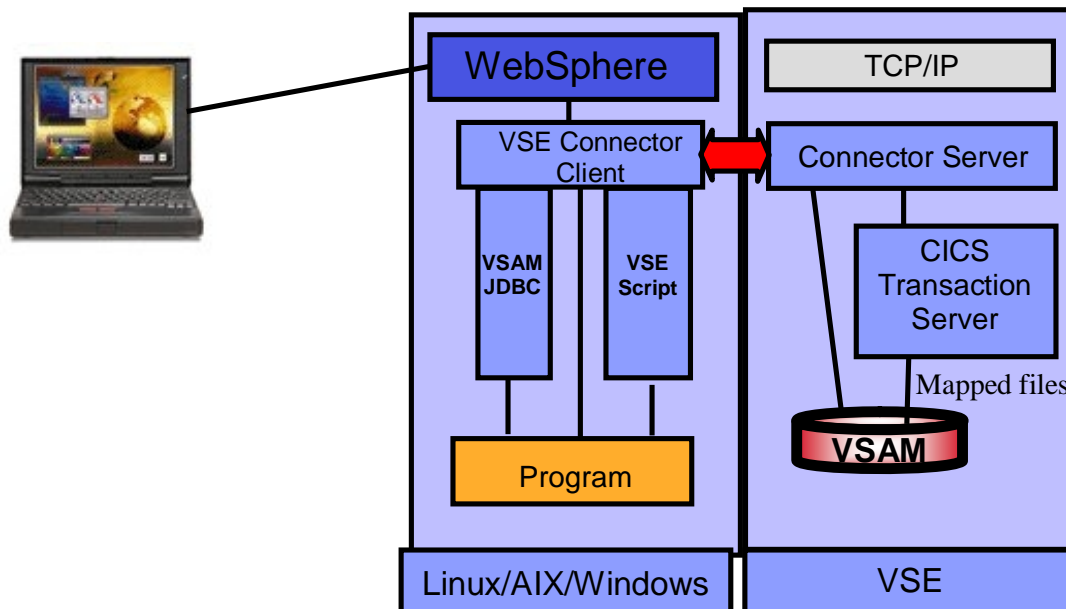 WebSphere
VSE Connector
Client
VSAM
JDBC
VSE
Script
Program
Linux/AIX/Windows
TCP/IP
Connector Server
CICS
Transaction
Server
Mapped files
VSAM
VSE